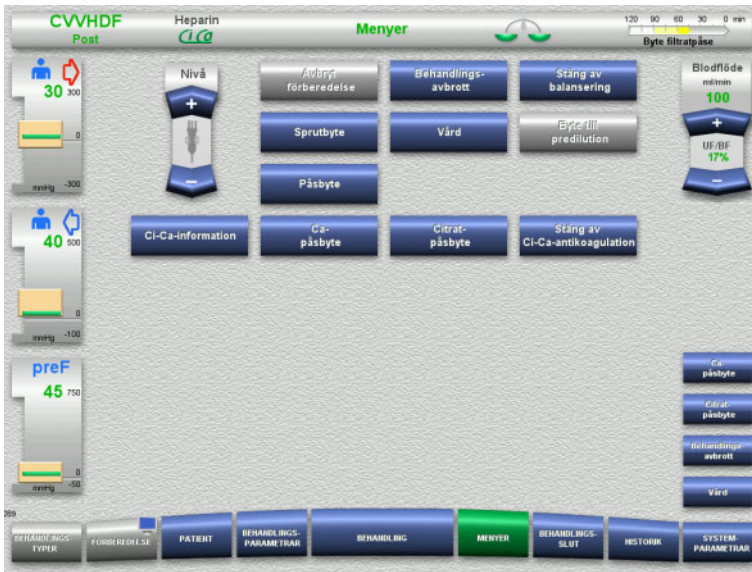 CVVHDF
Post
Heparin
CiCa
Menyer
120 90 60 30 0 min
Byte filtratpåse
30 300
0
mmHg -300
40 500
0
mmHg -100
preF
45 750
0
mmHg -50
Nivå
+
–
Avbryt
förberedelse
Behandlings-
avbrott
Stäng av
balansering
Sprutbyte
Vård
Byte till
predilution
Påsbyte
Ci-Ca-information
Ca-
påsbyte
Citrat-
påsbyte
Stäng av
Ci-Ca-antikoagulation
Blodflöde
ml/min
100
+
UF/BF
17%
–
Ca-
påsbyte
Citrat-
påsbyte
Behandlings-
avbrott
Vård
289
BEHANDLINGS-
TYPER
FÖRBEREDELSE
PATIENT
BEHANDLINGS-
PARAMETRAR
BEHANDLING
MENYER
BEHANDLINGS-
SLUT
HISTORIK
SYSTEM-
PARAMETRAR